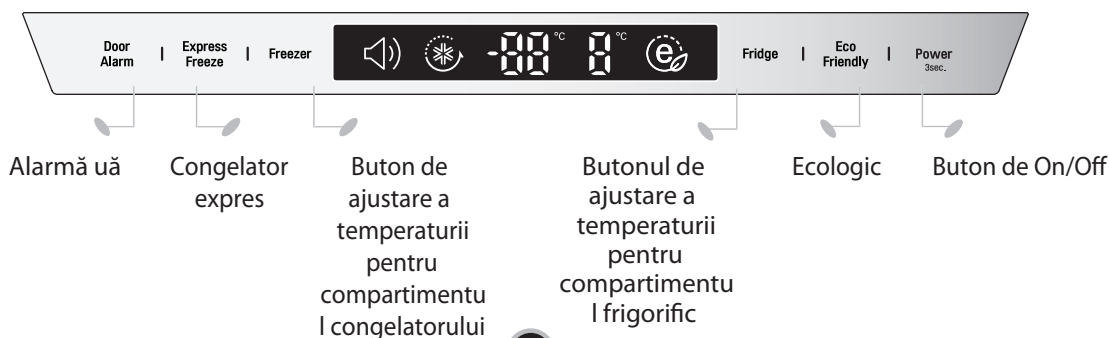 Door
Alarm
Express
Freeze
Freezer
-88 °C 8 °C
e
Fridge
Eco
Friendly
Power
3sec.
Alarmă uă
Congelator
expres
Buton de
ajustare a
temperaturii
pentru
compartimentu
l congelatorului
Butonul de
ajustare a
temperaturii
pentru
compartimentu
l frigorific
Ecologic
Buton de On/Off